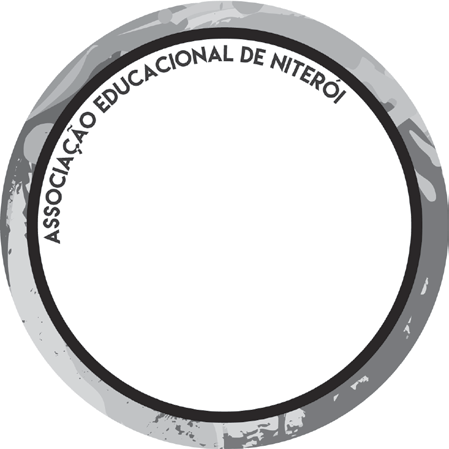 ASSOCIAÇÃO EDUCACIONAL DE NITERÓI